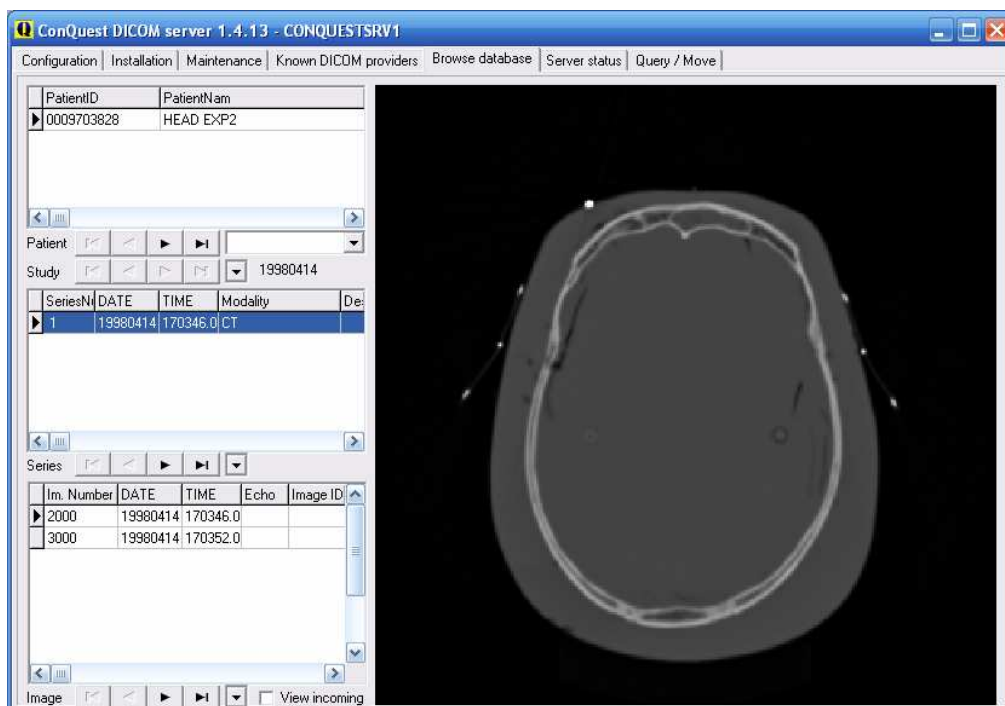 ConQuest DICOM server 1.4.13 - CONQUESTSRV1
Configuration Installation Maintenance Known DICOM providers Browse database Server status Query / Move
PatientID PatientNam
0009703828 HEAD EXP2
Patient
Study 19980414
SeriesNu DATE TIME Modality De
1 19980414 170346.0 CT
Series
Im. Number DATE TIME Echo Image ID
2000 19980414 170346.0
3000 19980414 170352.0
Image View incoming